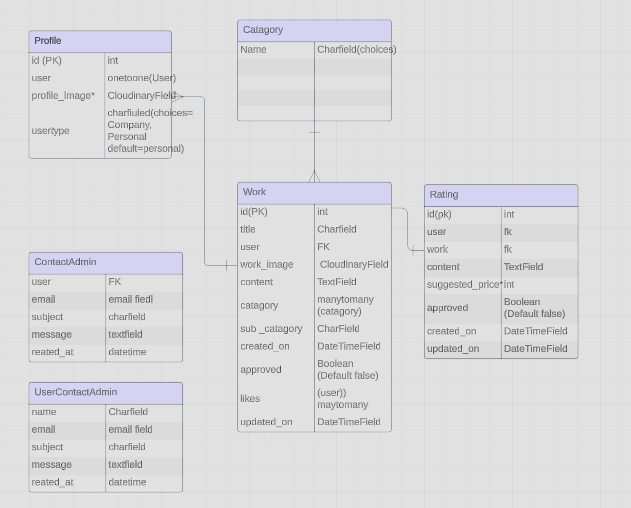 Profile
id (PK) int
user onetoone(User)
profile_image* CloudinaryField
usertype charfiuled(choices=
Company,
Personal
default=personal)
Catagory
Name Charfield(choices)
Work
id(PK) int
title Charfield
user FK
work_image CloudinaryField
content TextField
catagory manytomany
(catagory)
sub _catagory CharField
created_on DateTimeField
approved Boolean
(Default false)
likes (user))
maytomany
updated_on DateTimeField
Rating
id(pk) int
user fk
work fk
content TextField
suggested_price* int
approved Boolean
(Default false)
created_on DateTimeField
updated_on DateTimeField
ContactAdmin
user FK
email email fiedl
subject charfield
message textfield
reated_at datetime
UserContactAdmin
name Charfield
email email field
subject charfield
message textfield
reated_at datetime